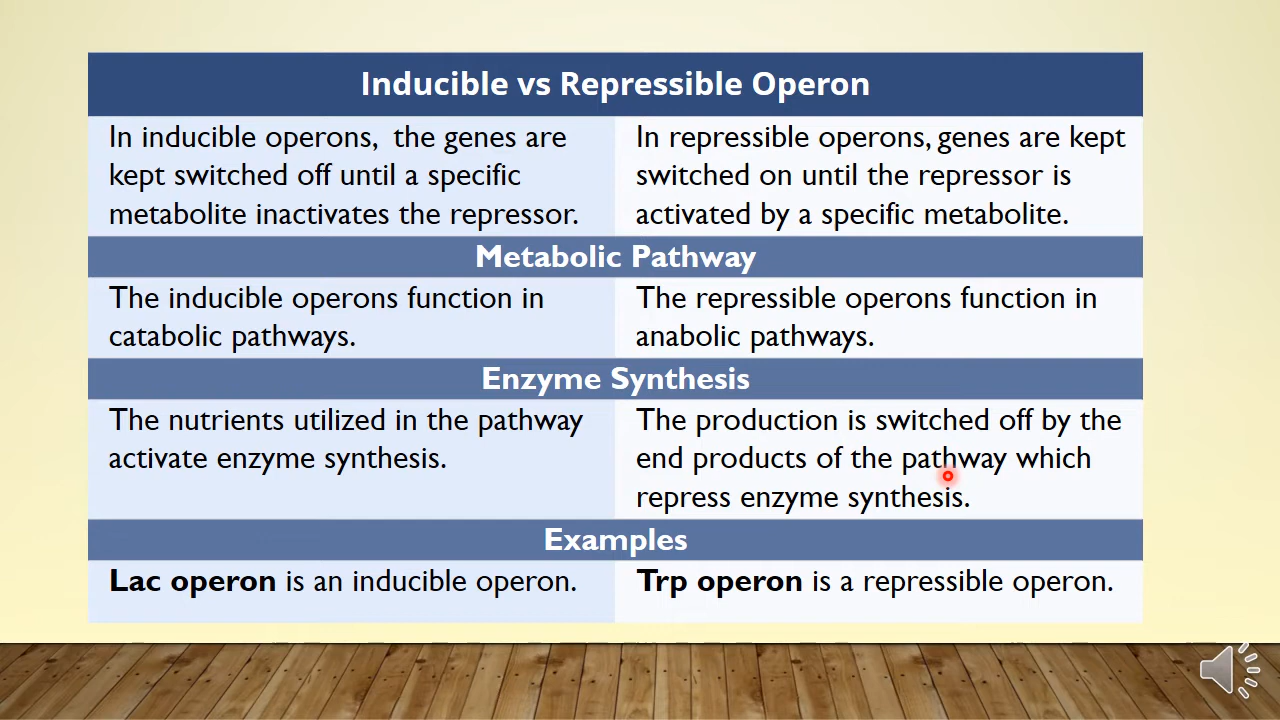 Inducible vs Repressible Operon
In inducible operons, the genes are
kept switched off until a specific
metabolite inactivates the repressor.
In repressible operons, genes are kept
switched on until the repressor is
activated by a specific metabolite.
Metabolic Pathway
The inducible operons function in
catabolic pathways.
The repressible operons function in
anabolic pathways.
Enzyme Synthesis
The nutrients utilized in the pathway
activate enzyme synthesis.
The production is switched off by the
end products of the pathway which
repress enzyme synthesis.
Examples
Lac operon is an inducible operon.
Trp operon is a repressible operon.